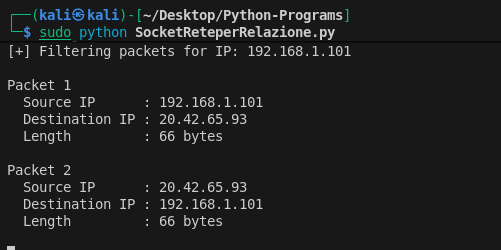 ┌──(kali㉿kali)-[~/Desktop/Python-Programs]
└─$ sudo python SocketReteperRelazione.py
[+] Filtering packets for IP: 192.168.1.101
Packet 1
Source IP : 192.168.1.101
Destination IP : 20.42.65.93
Length : 66 bytes
Packet 2
Source IP : 20.42.65.93
Destination IP : 192.168.1.101
Length : 66 bytes